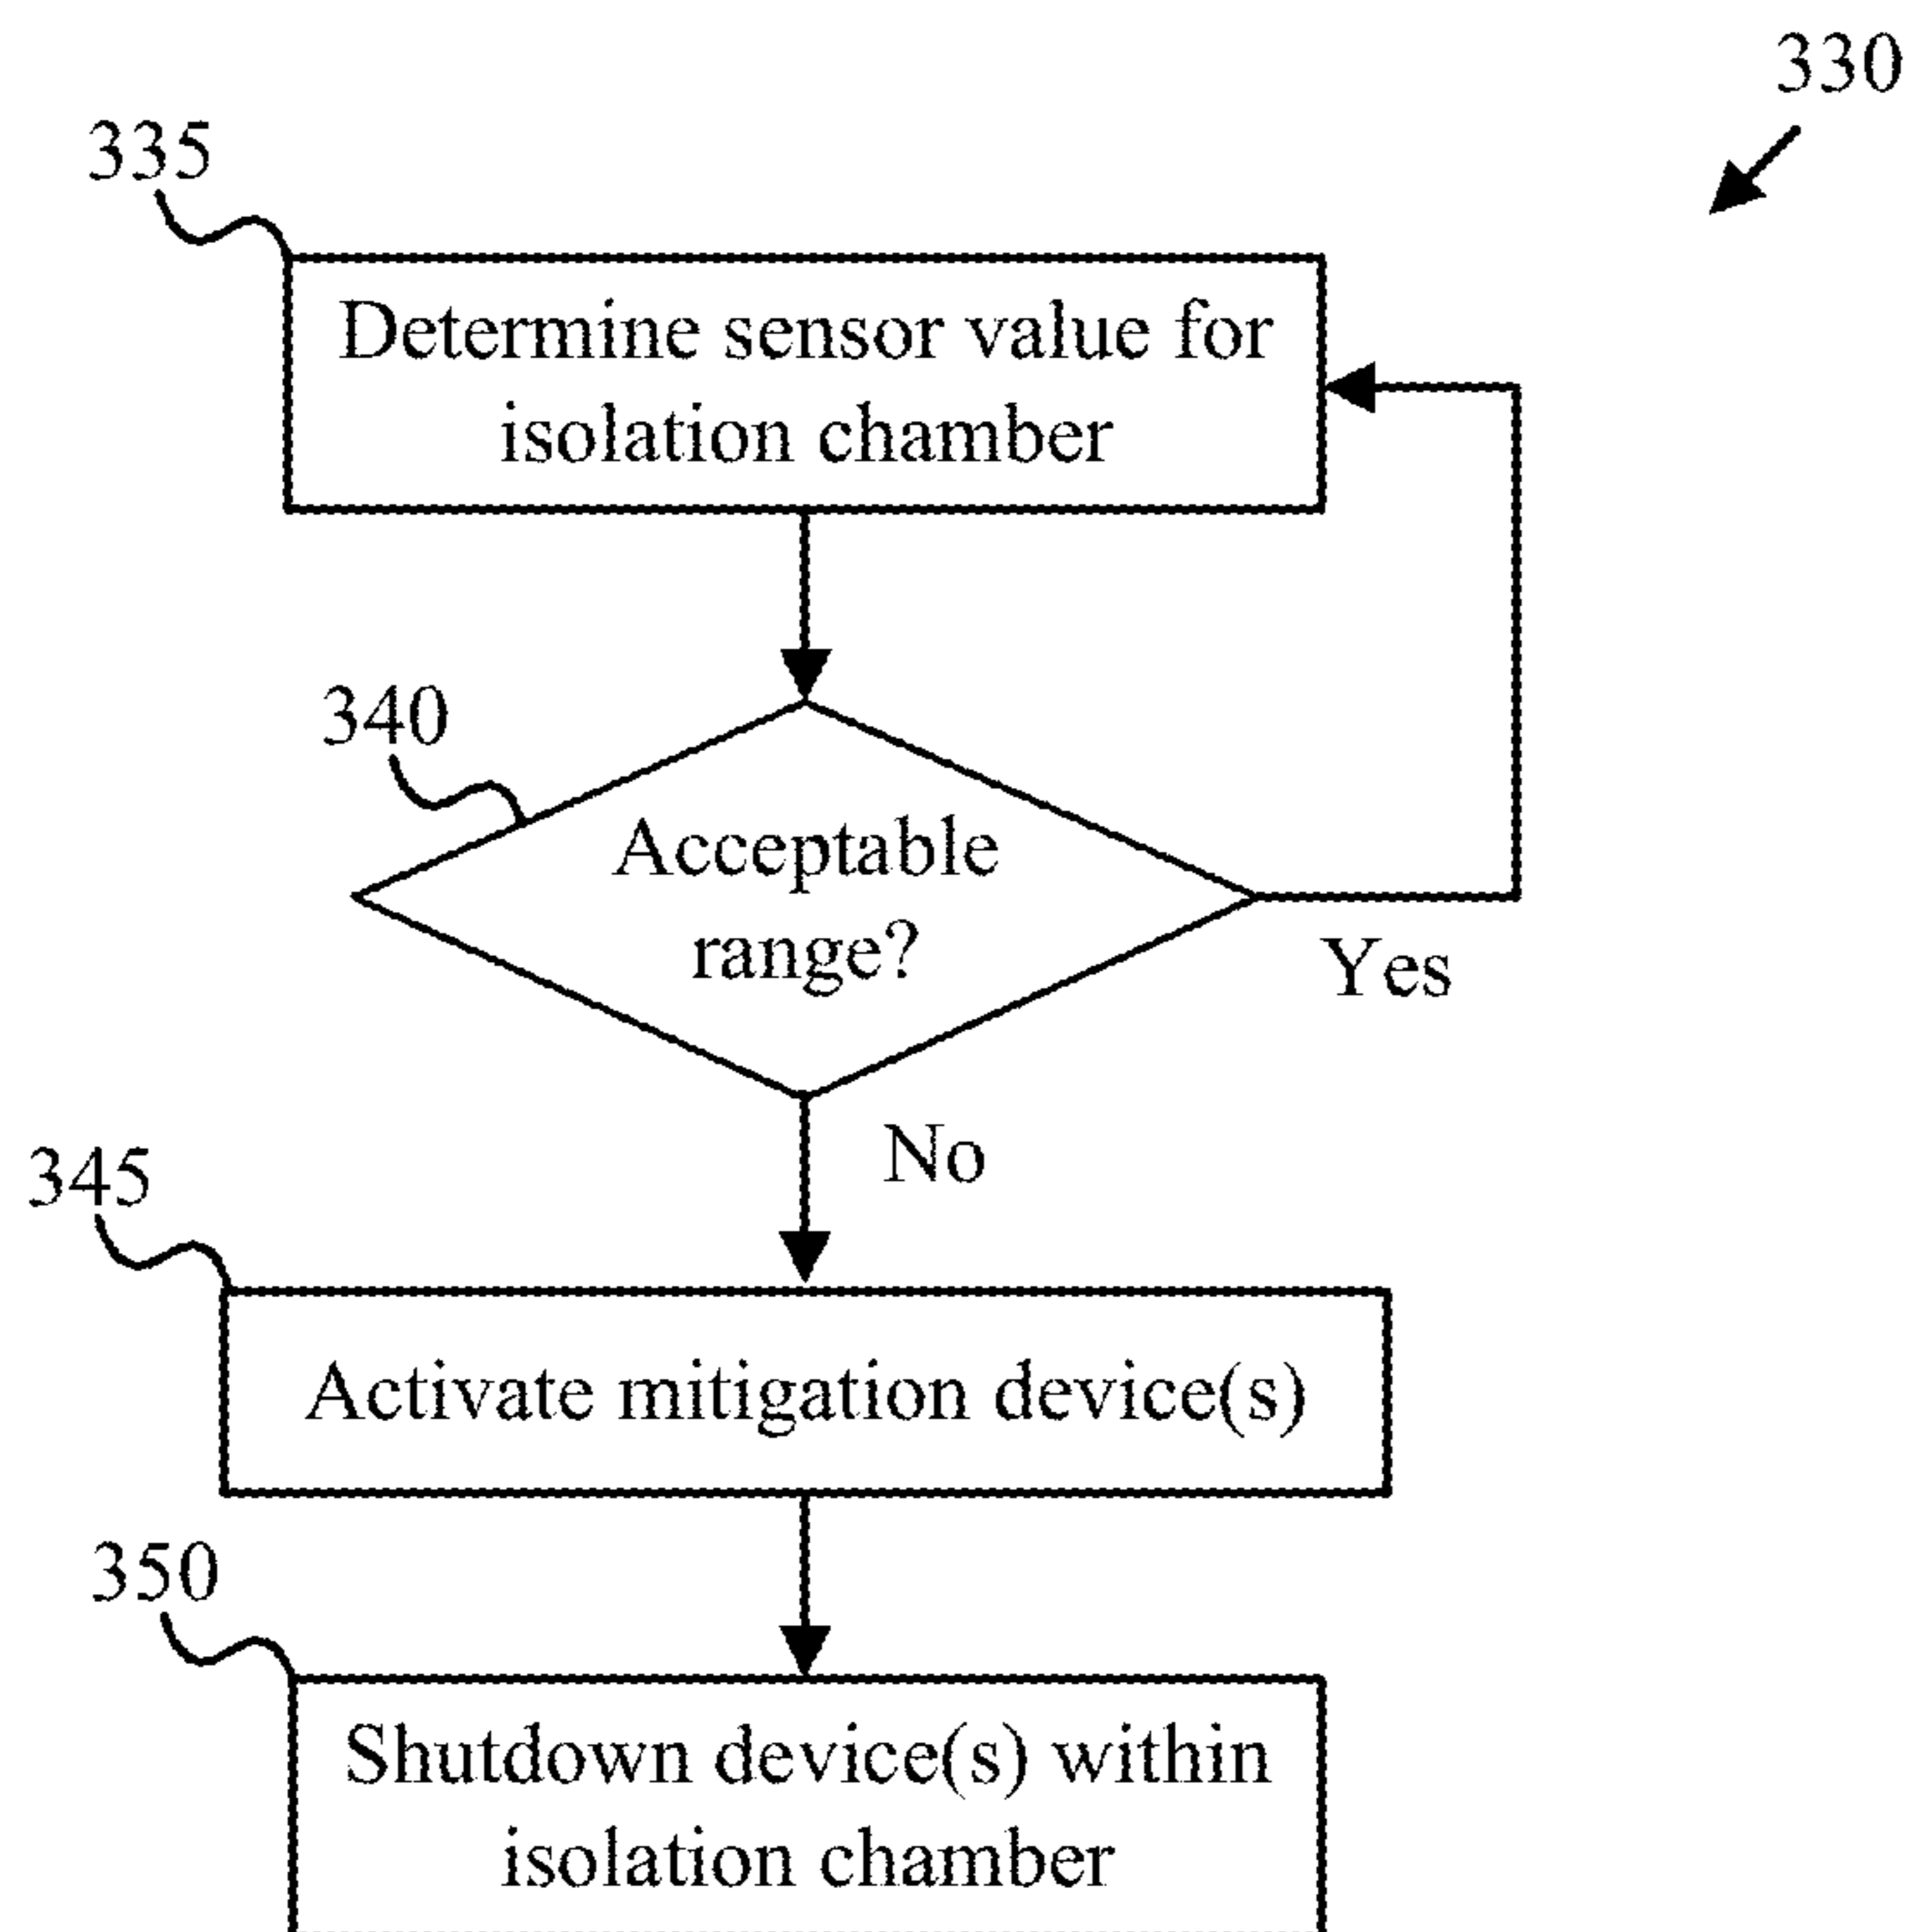 330
335
Determine sensor value for
isolation chamber
340
Acceptable
range?
Yes
No
345
Activate mitigation device(s)
350
Shutdown device(s) within
isolation chamber